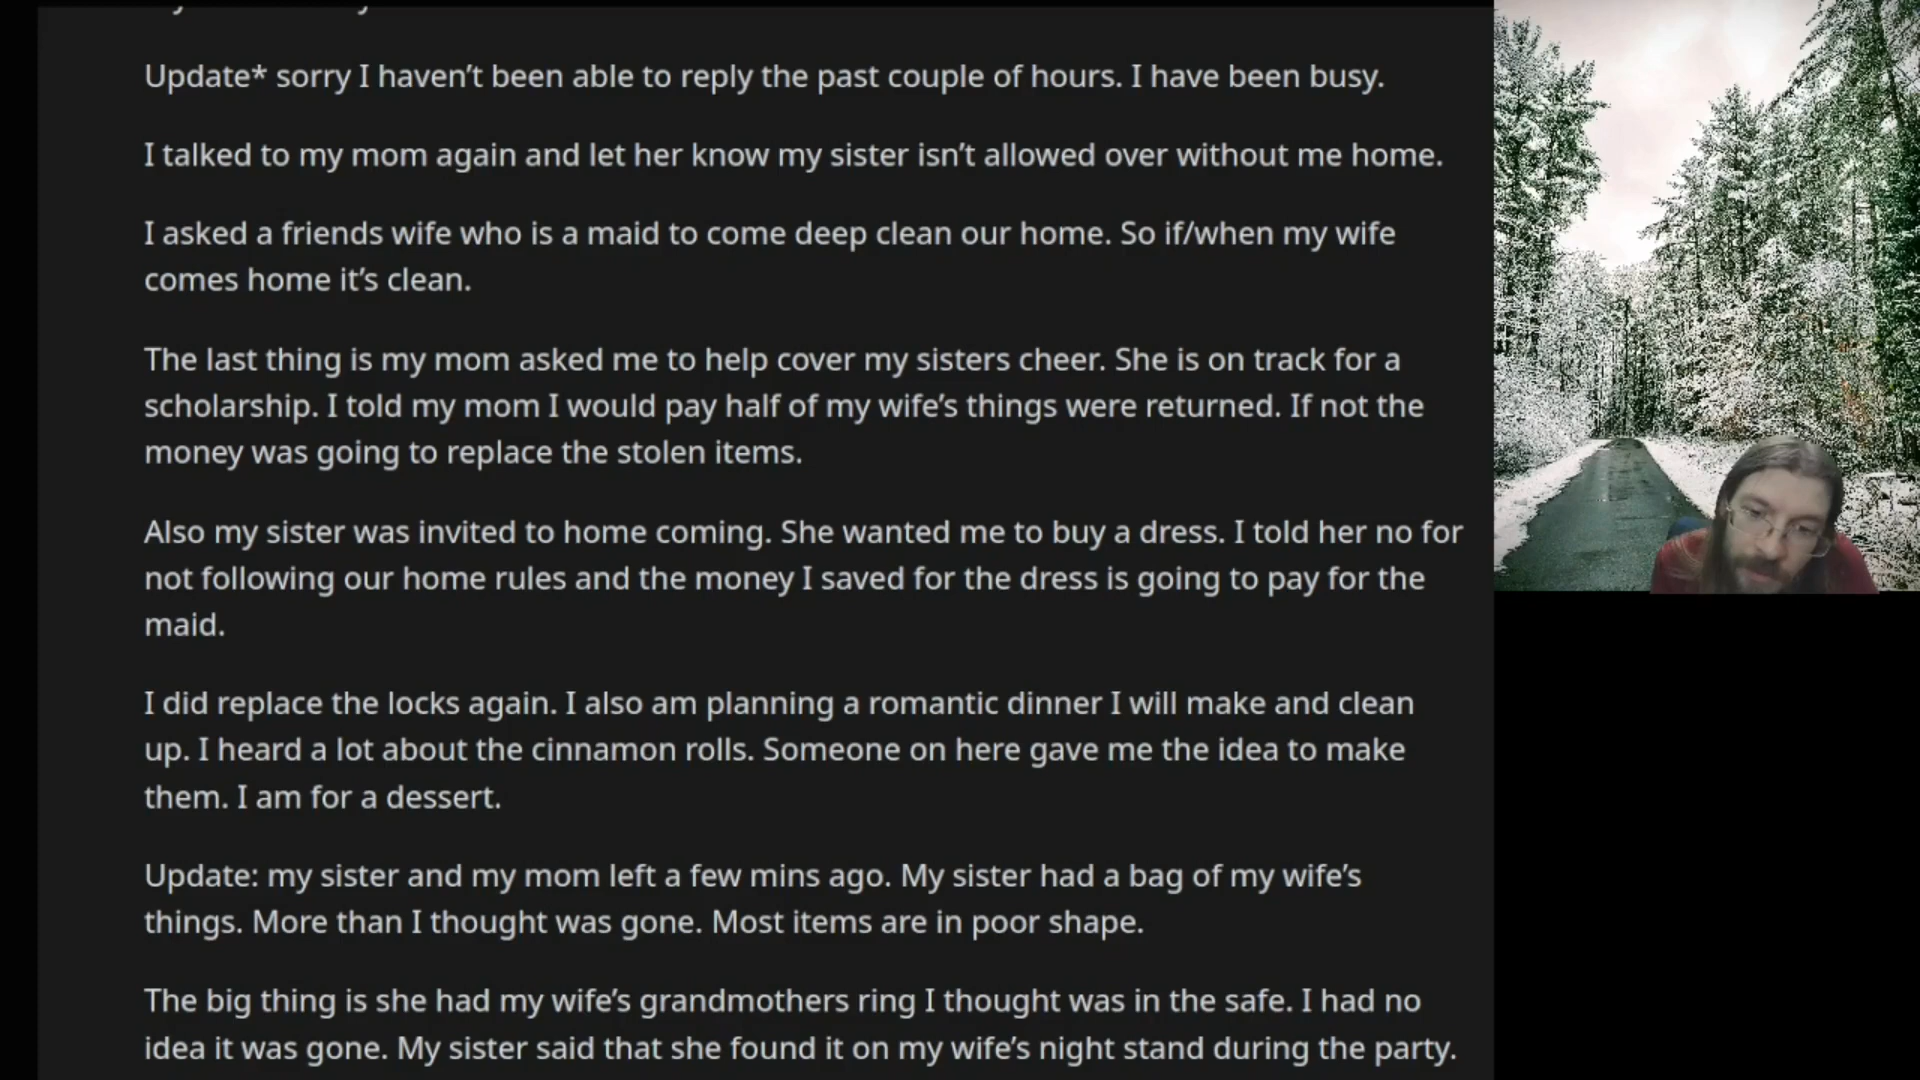 Update* sorry I haven’t been able to reply the past couple of hours. I have been busy.
I talked to my mom again and let her know my sister isn’t allowed over without me home.
I asked a friends wife who is a maid to come deep clean our home. So if/when my wife
comes home it’s clean.
The last thing is my mom asked me to help cover my sisters cheer. She is on track for a
scholarship. I told my mom I would pay half of my wife’s things were returned. If not the
money was going to replace the stolen items.
Also my sister was invited to home coming. She wanted me to buy a dress. I told her no for
not following our home rules and the money I saved for the dress is going to pay for the
maid.
I did replace the locks again. I also am planning a romantic dinner I will make and clean
up. I heard a lot about the cinnamon rolls. Someone on here gave me the idea to make
them. I am for a dessert.
Update: my sister and my mom left a few mins ago. My sister had a bag of my wife’s
things. More than I thought was gone. Most items are in poor shape.
The big thing is she had my wife’s grandmothers ring I thought was in the safe. I had no
idea it was gone. My sister said that she found it on my wife’s night stand during the party.